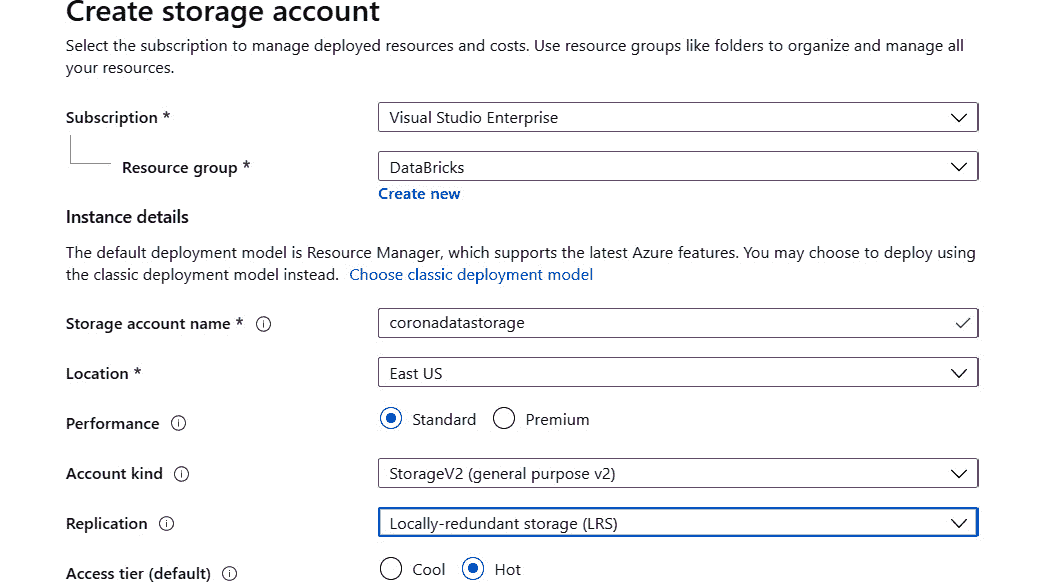 Create storage account
Select the subscription to manage deployed resources and costs. Use resource groups like folders to organize and manage all
your resources.
Subscription *
Visual Studio Enterprise
Resource group *
DataBricks
Create new
Instance details
The default deployment model is Resource Manager, which supports the latest Azure features. You may choose to deploy using
the classic deployment model instead. Choose classic deployment model
Storage account name *
coronadatastorage
Location *
East US
Performance
Standard Premium
Account kind
StorageV2 (general purpose v2)
Replication
Locally-redundant storage (LRS)
Access tier (default)
Cool Hot